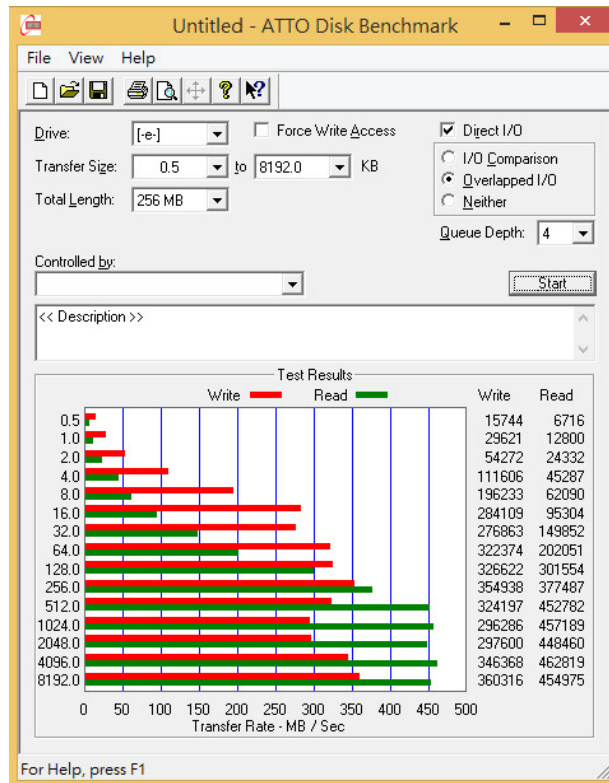 Untitled - ATTO Disk Benchmark
File View Help
Drive: [-e-] Force Write Access Direct I/O
Transfer Size: 0.5 to 8192.0 KB I/O Comparison
Overlapped I/O
Total Length: 256 MB Neither
Queue Depth: 4
Controlled by:
Start
<< Description >>
Test Results
Write Read Write Read
0.5 15744 6716
1.0 29621 12800
2.0 54272 24332
4.0 111606 45287
8.0 196233 62090
16.0 284109 95304
32.0 276863 149852
64.0 322374 202051
128.0 326622 301554
256.0 354938 377487
512.0 324197 452782
1024.0 296286 457189
2048.0 297600 448460
4096.0 346368 462819
8192.0 360316 454975
0 50 100 150 200 250 300 350 400 450 500
Transfer Rate - MB / Sec
For Help, press F1